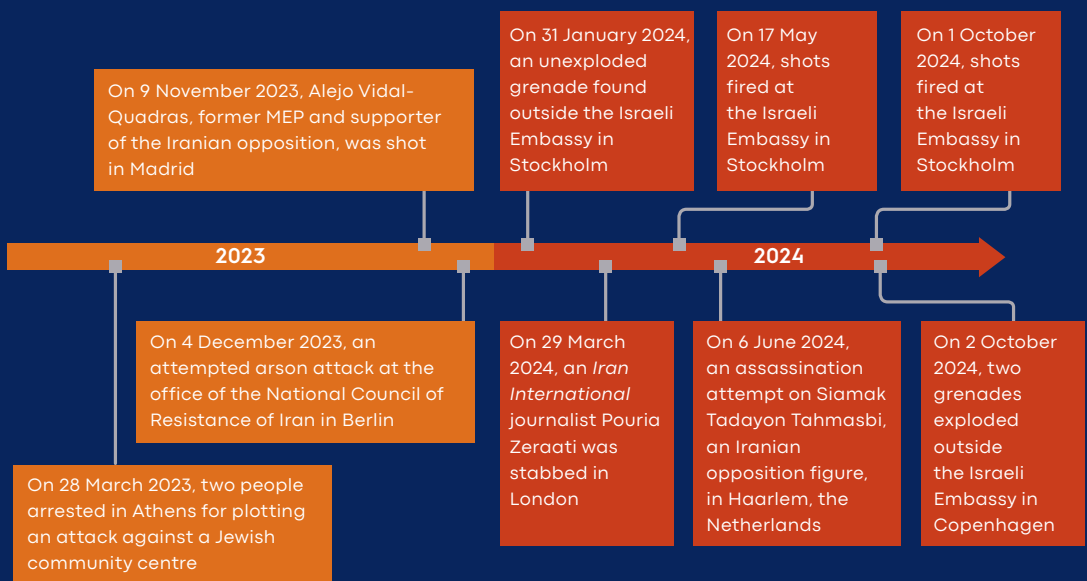 On 9 November 2023, Alejo Vidal-
Quadras, former MEP and supporter
of the Iranian opposition, was shot
in Madrid
On 31 January 2024,
an unexploded
grenade found
outside the Israeli
Embassy in
Stockholm
On 17 May
2024, shots
fired at
the Israeli
Embassy in
Stockholm
On 1 October
2024, shots
fired at
the Israeli
Embassy in
Stockholm
2023
2024
On 28 March 2023, two people
arrested in Athens for plotting
an attack against a Jewish
community centre
On 4 December 2023, an
attempted arson attack at the
office of the National Council of
Resistance of Iran in Berlin
On 29 March
2024, an Iran
International
journalist Pouria
Zeraati was
stabbed in
London
On 6 June 2024,
an assassination
attempt on Siamak
Tadayon Tahmasbi,
an Iranian
opposition figure,
in Haarlem, the
Netherlands
On 2 October
2024, two
grenades
exploded
outside
the Israeli
Embassy in
Copenhagen